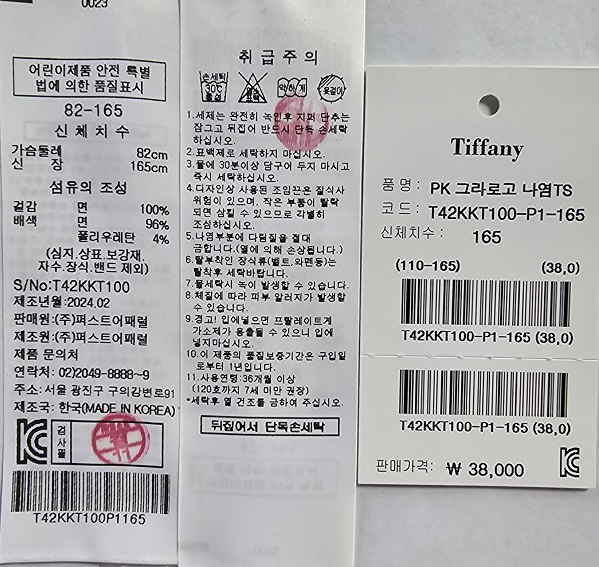 0023
어린이제품 안전 특별
법에 의한 품질표시
82-165
신체치수
가슴둘레 82cm
신 장 165cm
섬유의 조성
겉감 면 100%
배색 면 96%
폴리우레탄 4%
(심지.상표.보강재.
자수.장식.밴드 제외)
S/No:T42KKT100
제조년월:2024.02
판매원:(주)퍼스트어패럴
제조원:(주)퍼스트어패럴
제품 문의처
연락처:02)2049-8888~9
주소:서울 광진구 구의강변로91
제조국:한국(MADE IN KOREA)
검사필
T42KKT100P1165
취급주의
손세탁
30℃
중성
약하게
옷걸이
1.세제는 완전히 녹인후 지퍼,단추는
잠그고 뒤집어 반드시 단독 손세탁
하십시오.
2.표백제로 세탁하지 마십시오.
3.물에 30분이상 담구어 두지 마시고
즉시 세탁하십시오.
4.디자인상 사용된 조임끈은 질식사
위험이 있으며, 작은 부품이 탈락
되면 삼킬 수 있으므로 각별히
조심하십시오.
5.나염부분에 다림질을 절대
금합니다.(열에 의해 손상됩니다.)
6.탈부착인 장식류(벨트.와펜등)는
탈착후 세탁바랍니다.
7.물세탁시 녹이 발생할 수 있습니다.
8.체질에 따라 피부 알러지가 발생할
수 있습니다.
9.경고! 입에넣으면 프탈레이트계
가소제가 용출될 수 있으니 입에
넣지마십시오.
10.이 제품의 품질보증기간은 구입일
로부터 1년입니다.
11.사용연령:36개월 이상
(120호까지 7세 미만 권장)
*세탁후 열 건조를 금하여 주십시오.
뒤집어서 단독손세탁
Tiffany
품 명: PK 그라로고 나염TS
코 드: T42KKT100-P1-165
신체치수: 165
(110-165) (38,0)
T42KKT100-P1-165 (38,0)
T42KKT100-P1-165 (38,0)
판매가격: ₩ 38,000